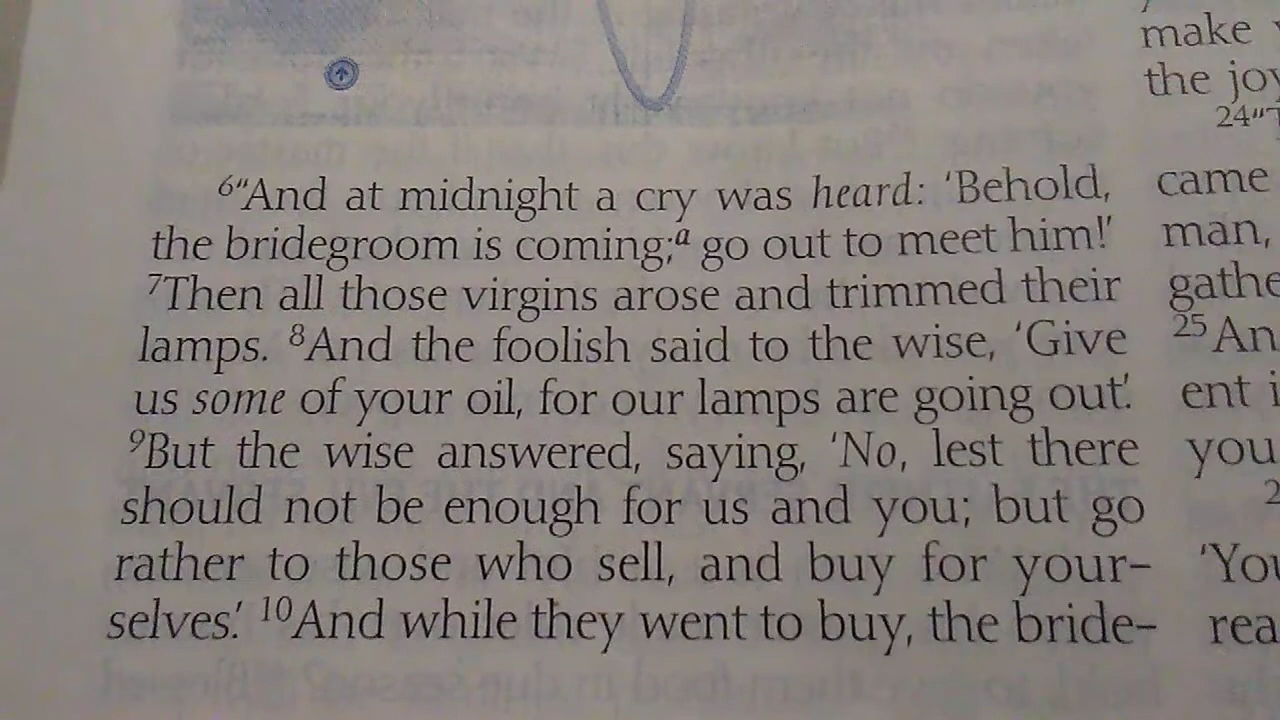 ⁶“And at midnight a cry was heard: ‘Behold,
the bridegroom is coming;ᵃ go out to meet him!’
⁷Then all those virgins arose and trimmed their
lamps. ⁸And the foolish said to the wise, ‘Give
us some of your oil, for our lamps are going out.’
⁹But the wise answered, saying, ‘No, lest there
should not be enough for us and you; but go
rather to those who sell, and buy for your-
selves.’ ¹⁰And while they went to buy, the bride-
make
the joy
24“T
came
man,
gathe
²⁵An
ent i
you
2
‘You
rea